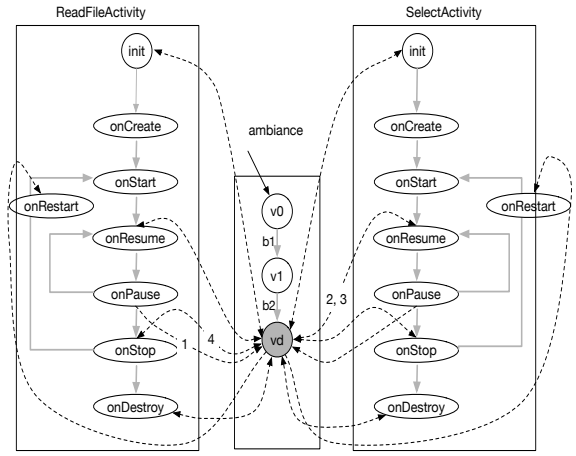 ReadFileActivity
SelectActivity
init
init
onCreate
ambiance
onCreate
onStart
onStart
onRestart
v0
onRestart
onResume
b1
onResume
v1
onPause
b2
2, 3
onPause
1
4
vd
onStop
onStop
onDestroy
onDestroy